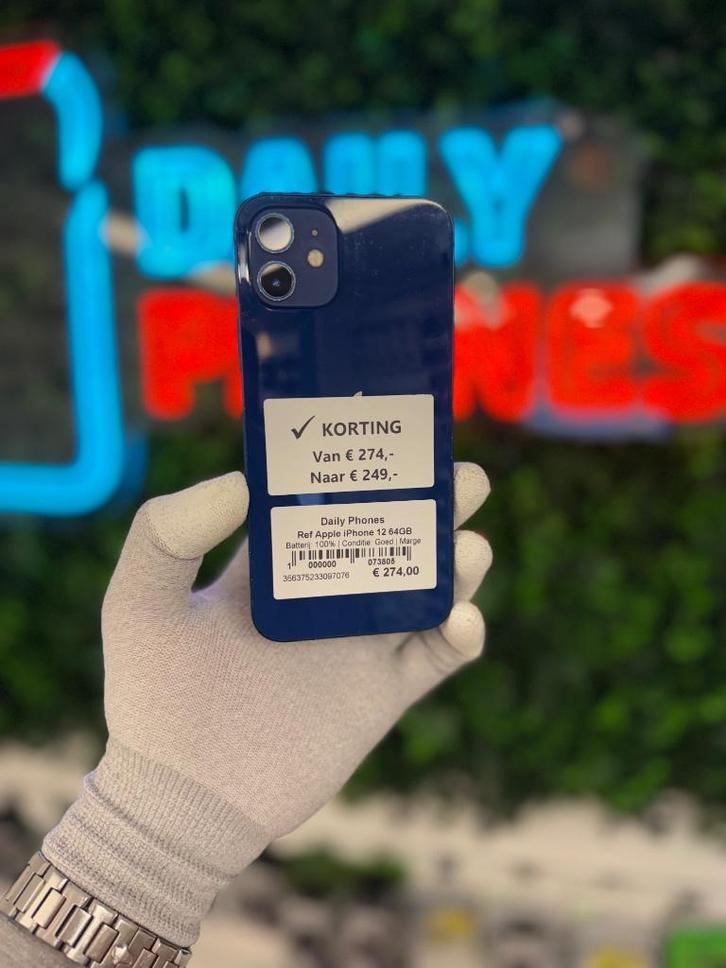 DAILY
PHONES
✓ KORTING
Van € 274,-
Naar € 249,-
Daily Phones
Ref Apple iPhone 12 64GB
Batterij: 100% | Conditie: Goed | Marge
1 000000 073805
356375233097076 € 274,00